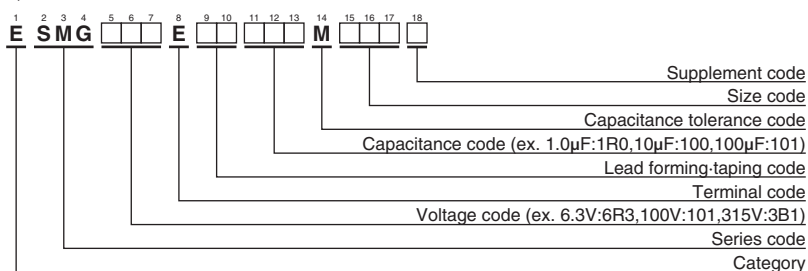 1 2 3 4 5 6 7 8 9 10 11 12 13 14 15 16 17 18
E SMG E M
Supplement code
Size code
Capacitance tolerance code
Capacitance code (ex. 1.0µF:1R0,10µF:100,100µF:101)
Lead forming·taping code
Terminal code
Voltage code (ex. 6.3V:6R3,100V:101,315V:3B1)
Series code
Category